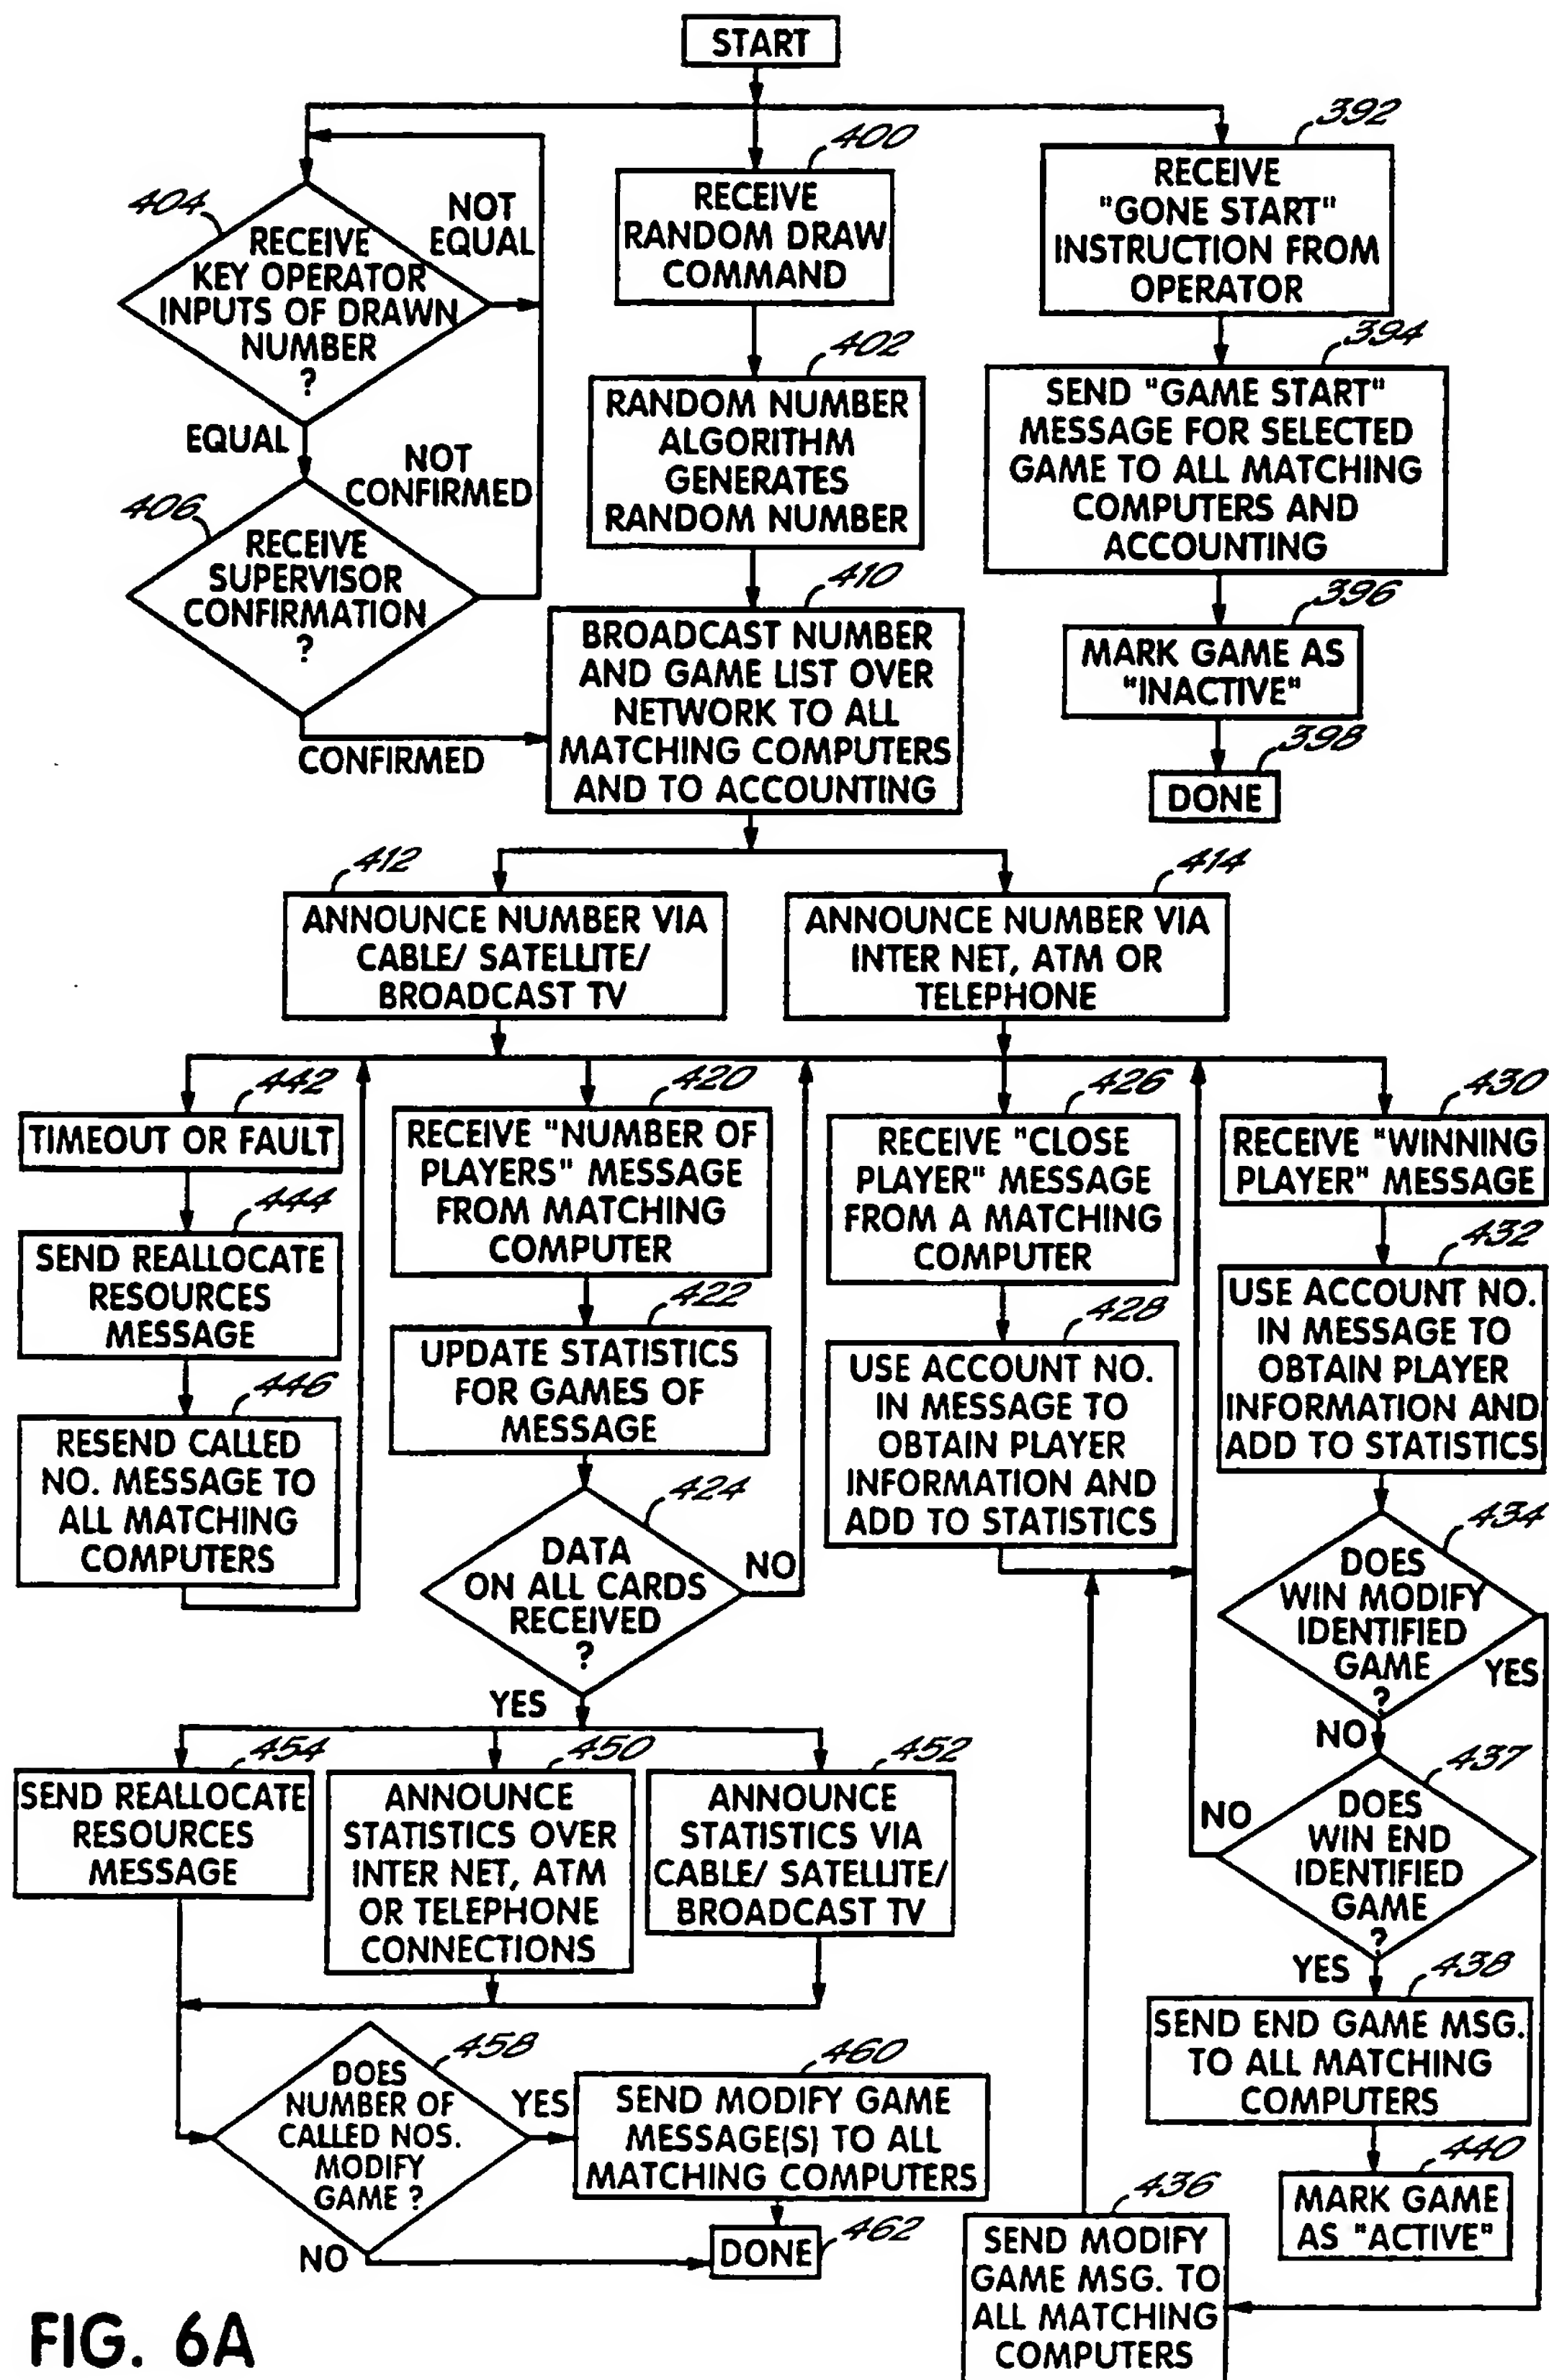 START
392
RECEIVE
"GONE START"
INSTRUCTION FROM
OPERATOR
394
SEND "GAME START"
MESSAGE FOR SELECTED
GAME TO ALL MATCHING
COMPUTERS AND
ACCOUNTING
396
MARK GAME AS
"INACTIVE"
398
DONE
400
RECEIVE
RANDOM DRAW
COMMAND
402
RANDOM NUMBER
ALGORITHM
GENERATES
RANDOM NUMBER
404
RECEIVE
KEY OPERATOR
INPUTS OF DRAWN
NUMBER
?
NOT
EQUAL
EQUAL
406
RECEIVE
SUPERVISOR
CONFIRMATION
?
NOT
CONFIRMED
CONFIRMED
410
BROADCAST NUMBER
AND GAME LIST OVER
NETWORK TO ALL
MATCHING COMPUTERS
AND TO ACCOUNTING
412
ANNOUNCE NUMBER VIA
CABLE/ SATELLITE/
BROADCAST TV
414
ANNOUNCE NUMBER VIA
INTER NET, ATM OR
TELEPHONE
442
TIMEOUT OR FAULT
444
SEND REALLOCATE
RESOURCES
MESSAGE
446
RESEND CALLED
NO. MESSAGE TO
ALL MATCHING
COMPUTERS
420
RECEIVE "NUMBER OF
PLAYERS" MESSAGE
FROM MATCHING
COMPUTER
422
UPDATE STATISTICS
FOR GAMES OF
MESSAGE
424
DATA
ON ALL CARDS
RECEIVED
?
NO
YES
426
RECEIVE "CLOSE
PLAYER" MESSAGE
FROM A MATCHING
COMPUTER
428
USE ACCOUNT NO.
IN MESSAGE TO
OBTAIN PLAYER
INFORMATION AND
ADD TO STATISTICS
430
RECEIVE "WINNING
PLAYER" MESSAGE
432
USE ACCOUNT NO.
IN MESSAGE TO
OBTAIN PLAYER
INFORMATION AND
ADD TO STATISTICS
434
DOES
WIN MODIFY
IDENTIFIED
GAME
?
YES
NO
437
DOES
WIN END
IDENTIFIED
GAME
?
NO
YES
438
SEND END GAME MSG.
TO ALL MATCHING
COMPUTERS
440
MARK GAME
AS "ACTIVE"
436
SEND MODIFY
GAME MSG. TO
ALL MATCHING
COMPUTERS
454
SEND REALLOCATE
RESOURCES
MESSAGE
450
ANNOUNCE
STATISTICS OVER
INTER NET, ATM
OR TELEPHONE
CONNECTIONS
452
ANNOUNCE
STATISTICS VIA
CABLE/ SATELLITE/
BROADCAST TV
458
DOES
NUMBER OF
CALLED NOS.
MODIFY
GAME ?
YES
NO
460
SEND MODIFY GAME
MESSAGE(S) TO ALL
MATCHING COMPUTERS
462
DONE
FIG. 6A